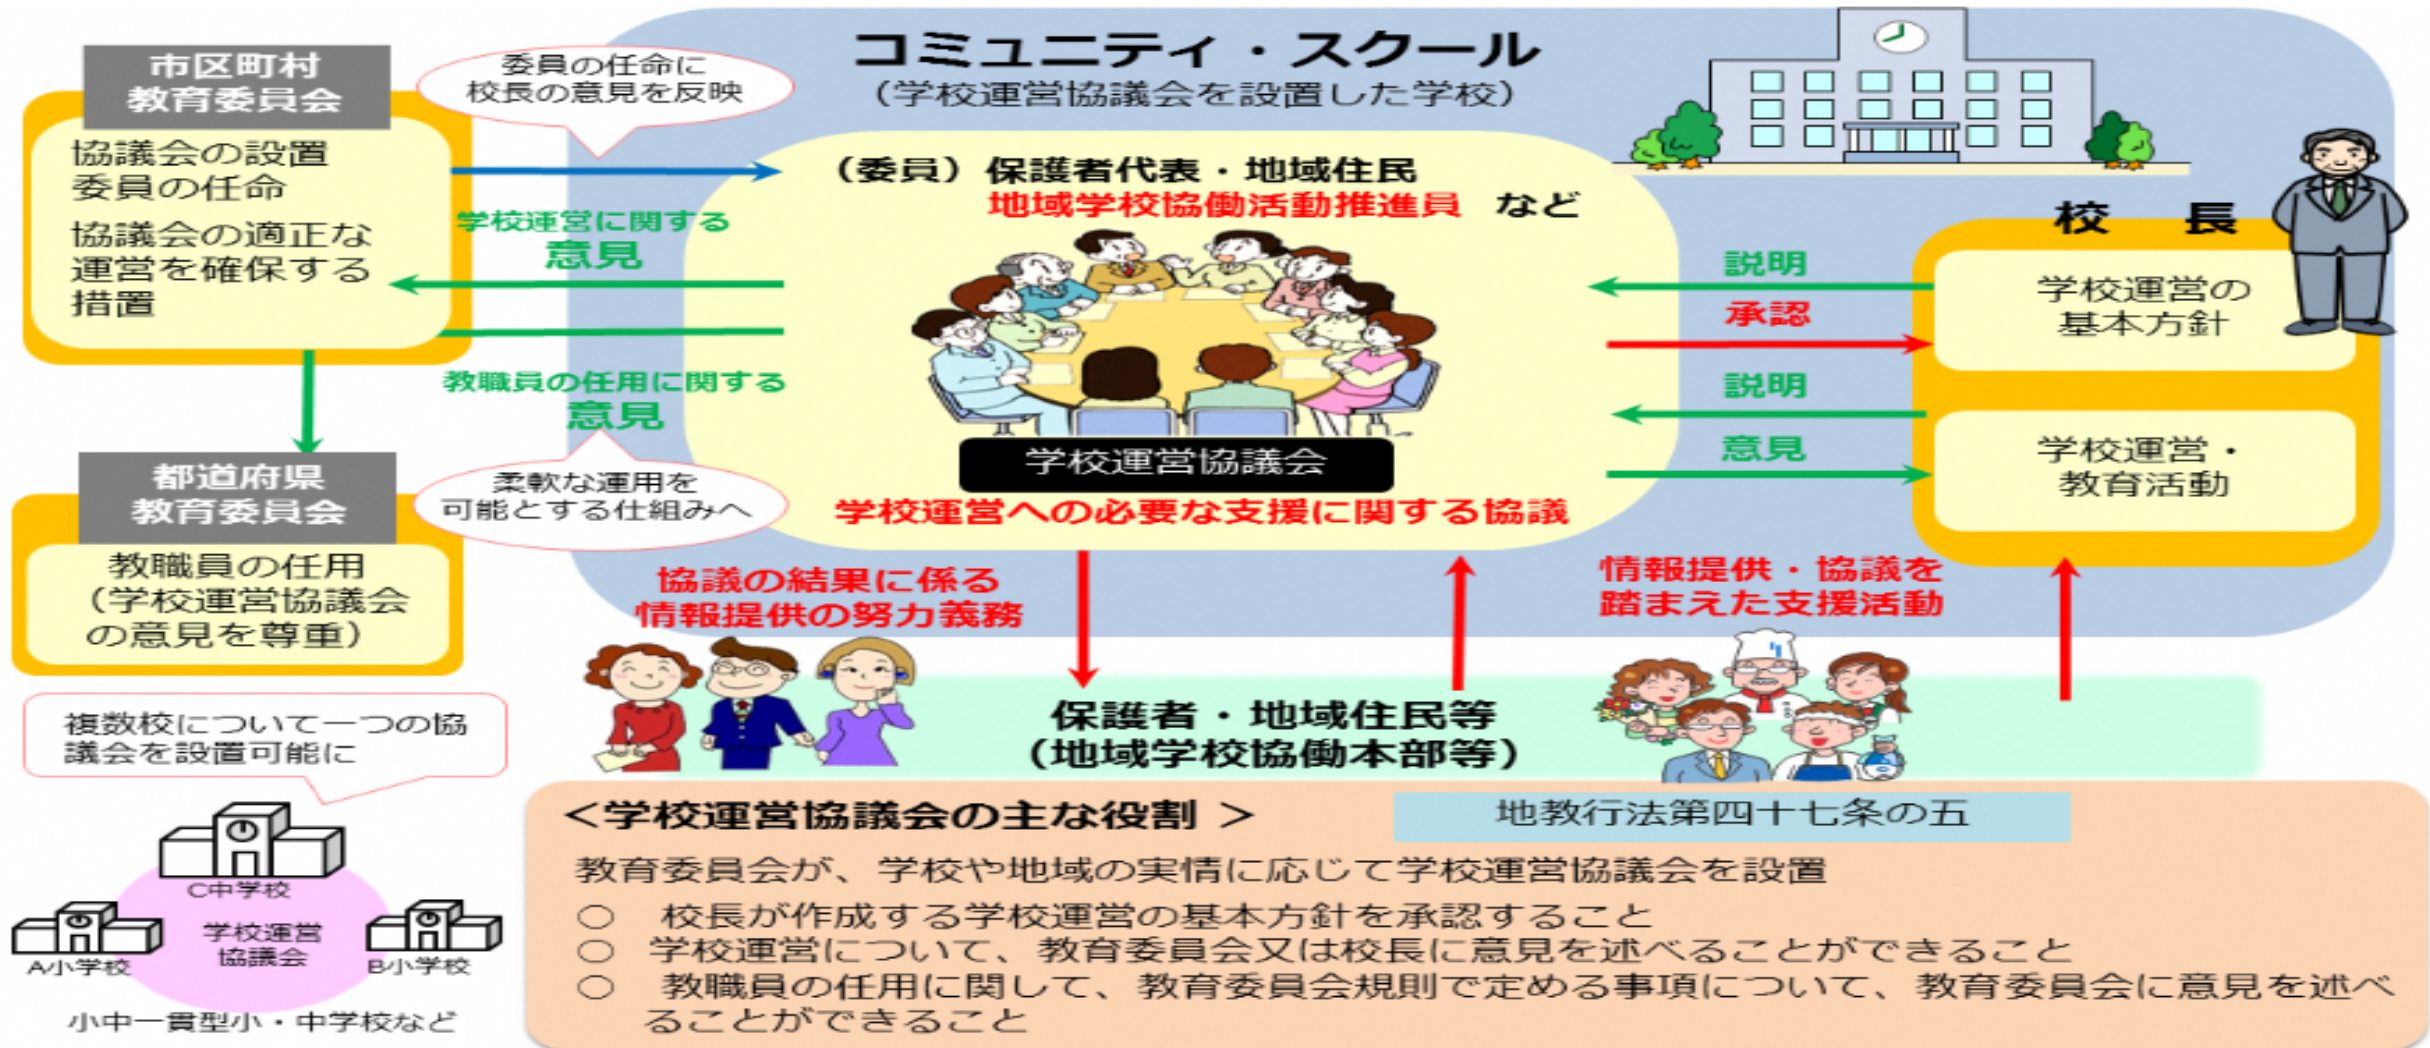 コミュニティ・スクール
（学校運営協議会を設置した学校）
市区町村
教育委員会
協議会の設置
委員の任命
協議会の適正な
運営を確保する
措置
委員の任命に
校長の意見を反映
学校運営に関する
意見
教職員の任用に関する
意見
柔軟な運用を
可能とする仕組みへ
都道府県
教育委員会
教職員の任用
（学校運営協議会
の意見を尊重）
（委員）保護者代表・地域住民
地域学校協働活動推進員　など
学校運営協議会
学校運営への必要な支援に関する協議
校　長
説明
承認
学校運営の
基本方針
説明
意見
学校運営・
教育活動
協議の結果に係る
情報提供の努力義務
情報提供・協議を
踏まえた支援活動
保護者・地域住民等
（地域学校協働本部等）
複数校について一つの協
議会を設置可能に
C中学校
学校運営
協議会
A小学校
B小学校
小中一貫型小・中学校など
＜学校運営協議会の主な役割 ＞
地教行法第四十七条の五
教育委員会が、学校や地域の実情に応じて学校運営協議会を設置
○　校長が作成する学校運営の基本方針を承認すること
○　学校運営について、教育委員会又は校長に意見を述べることができること
○　教職員の任用に関して、教育委員会規則で定める事項について、教育委員会に意見を述べ
ることができること